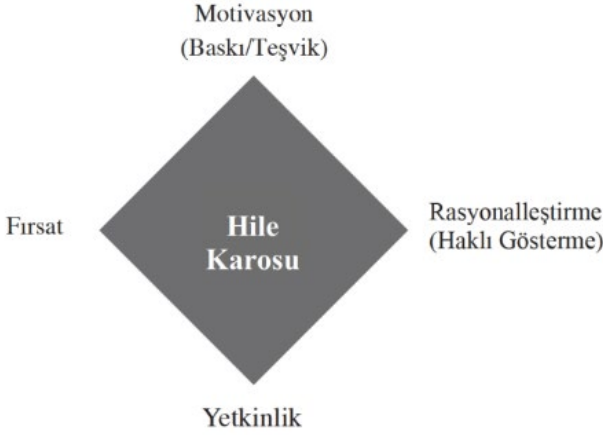 Motivasyon
(Baskı/Teşvik)
Fırsat
Hile
Karosu
Rasyonalleştirme
(Haklı Gösterme)
Yetkinlik